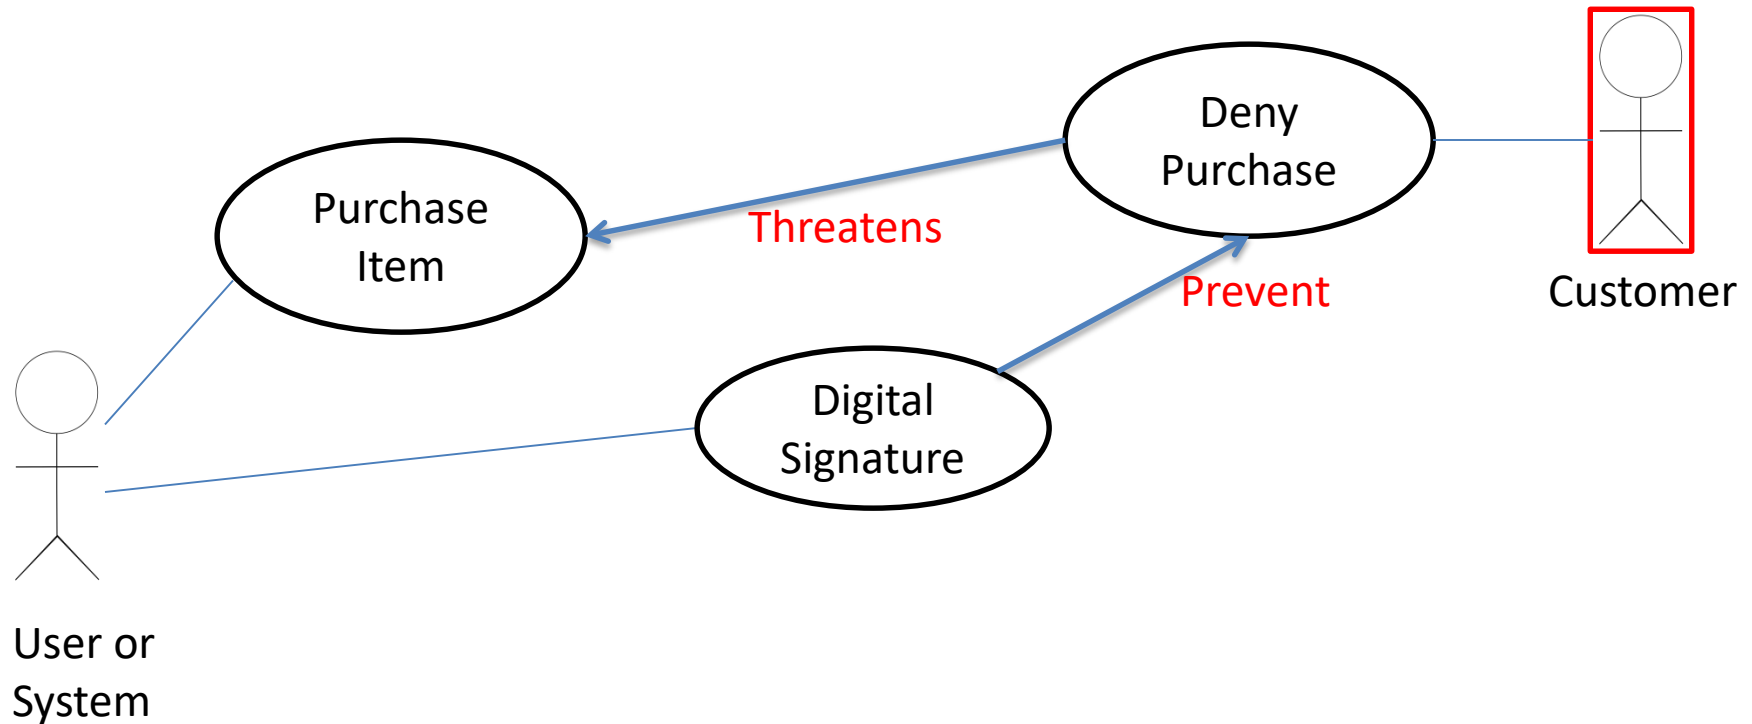 Deny
Purchase
Purchase
Item
Threatens
Prevent
Customer
Digital
Signature
User or
System